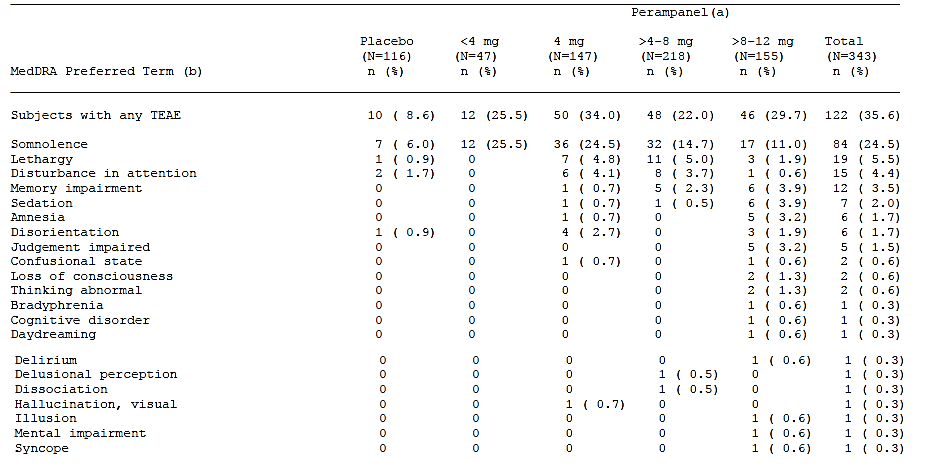 Perampanel(a)
Placebo <4 mg 4 mg >4-8 mg >8-12 mg Total
(N=116) (N=47) (N=147) (N=218) (N=155) (N=343)
MedDRA Preferred Term (b) n (%) n (%) n (%) n (%) n (%) n (%)
Subjects with any TEAE 10 ( 8.6) 12 (25.5) 50 (34.0) 48 (22.0) 46 (29.7) 122 (35.6)
Somnolence 7 ( 6.0) 12 (25.5) 36 (24.5) 32 (14.7) 17 (11.0) 84 (24.5)
Lethargy 1 ( 0.9) 0 7 ( 4.8) 11 ( 5.0) 3 ( 1.9) 19 ( 5.5)
Disturbance in attention 2 ( 1.7) 0 6 ( 4.1) 8 ( 3.7) 1 ( 0.6) 15 ( 4.4)
Memory impairment 0 0 1 ( 0.7) 5 ( 2.3) 6 ( 3.9) 12 ( 3.5)
Sedation 0 0 1 ( 0.7) 1 ( 0.5) 6 ( 3.9) 7 ( 2.0)
Amnesia 0 0 1 ( 0.7) 0 5 ( 3.2) 6 ( 1.7)
Disorientation 1 ( 0.9) 0 4 ( 2.7) 0 3 ( 1.9) 6 ( 1.7)
Judgement impaired 0 0 0 0 5 ( 3.2) 5 ( 1.5)
Confusional state 0 0 1 ( 0.7) 0 1 ( 0.6) 2 ( 0.6)
Loss of consciousness 0 0 0 0 2 ( 1.3) 2 ( 0.6)
Thinking abnormal 0 0 0 0 2 ( 1.3) 2 ( 0.6)
Bradyphrenia 0 0 0 0 1 ( 0.6) 1 ( 0.3)
Cognitive disorder 0 0 0 0 1 ( 0.6) 1 ( 0.3)
Daydreaming 0 0 0 0 1 ( 0.6) 1 ( 0.3)
Delirium 0 0 0 0 1 ( 0.6) 1 ( 0.3)
Delusional perception 0 0 0 1 ( 0.5) 0 1 ( 0.3)
Dissociation 0 0 0 1 ( 0.5) 0 1 ( 0.3)
Hallucination, visual 0 0 1 ( 0.7) 0 0 1 ( 0.3)
Illusion 0 0 0 0 1 ( 0.6) 1 ( 0.3)
Mental impairment 0 0 0 0 1 ( 0.6) 1 ( 0.3)
Syncope 0 0 0 0 1 ( 0.6) 1 ( 0.3)